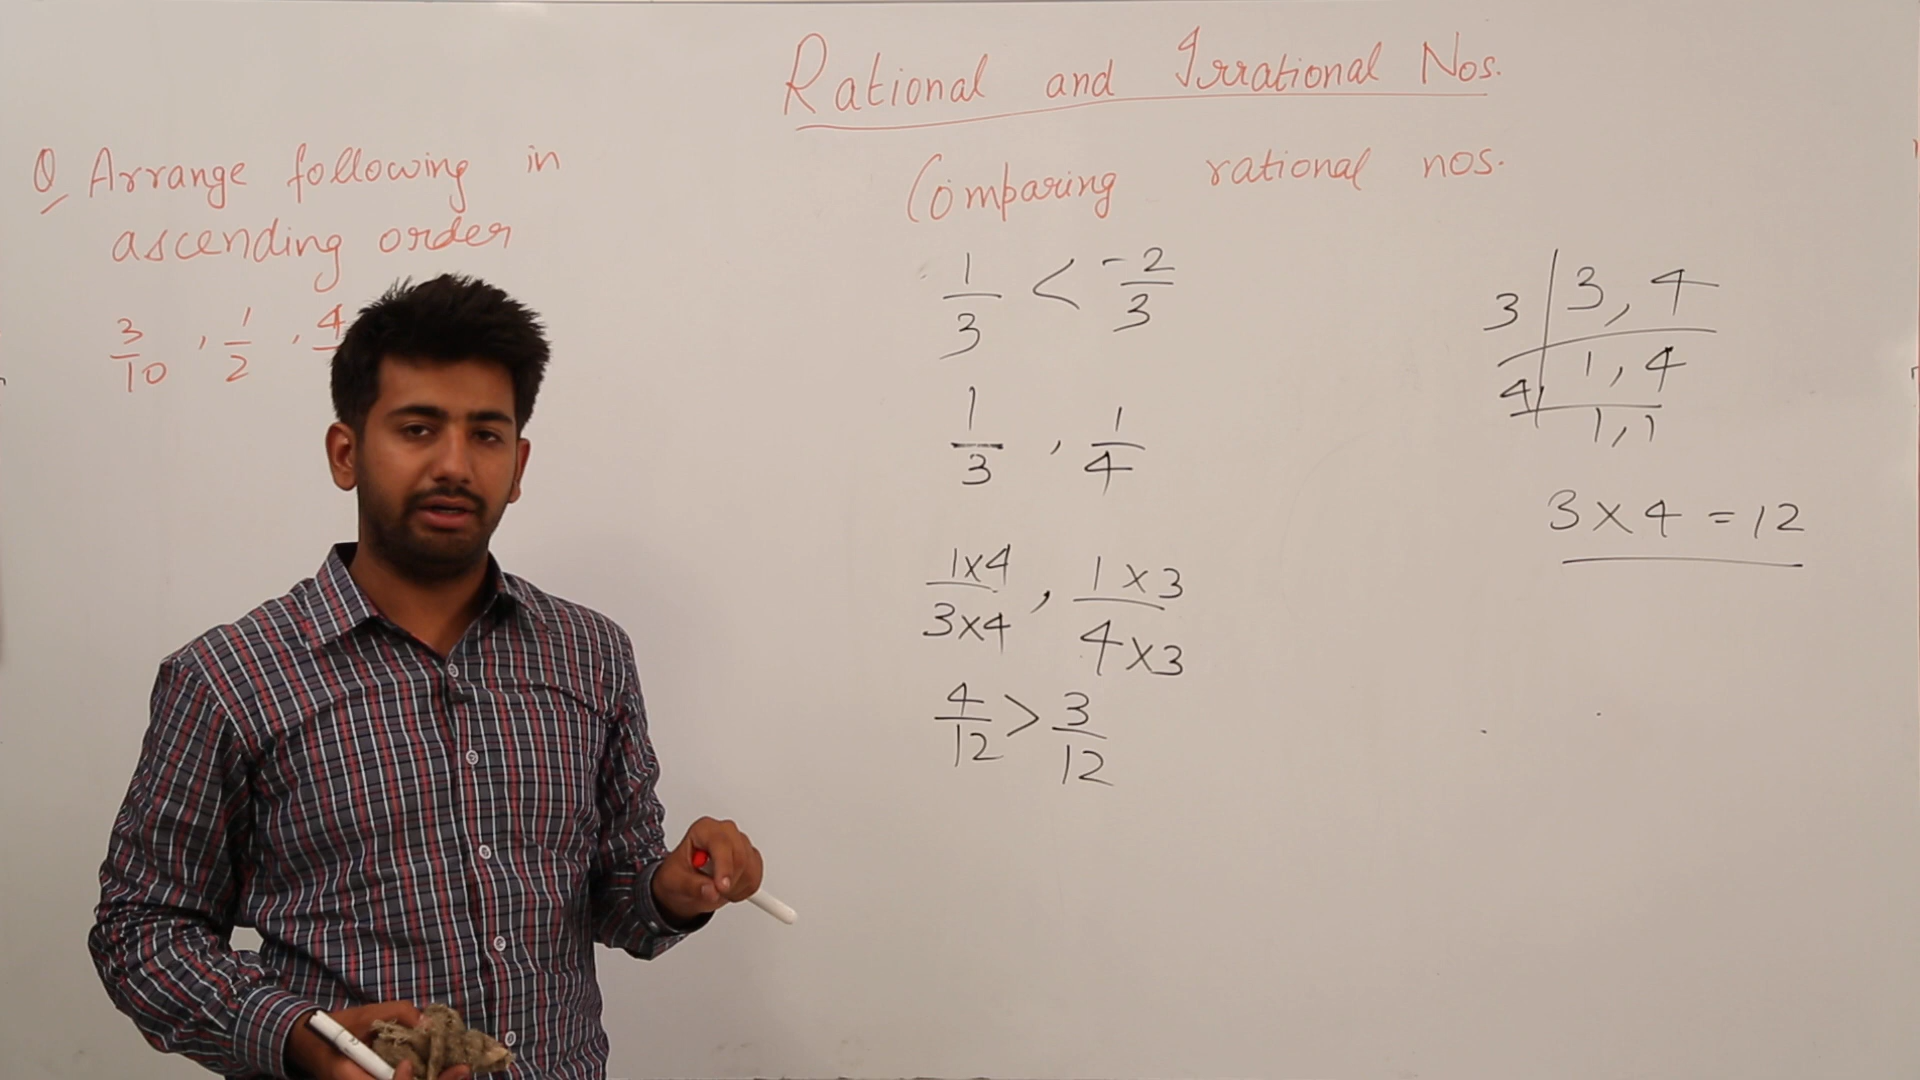 Rational and Irrational Nos.
Q Arrange following in
ascending order
3/10 , 1/2 , 4
Comparing rational nos.
1/3 < -2/3
1/3 , 1/4
1x4/3x4 , 1x3/4x3
4/12 > 3/12
3 | 3, 4
4 | 1, 4
1, 1
3 x 4 = 12